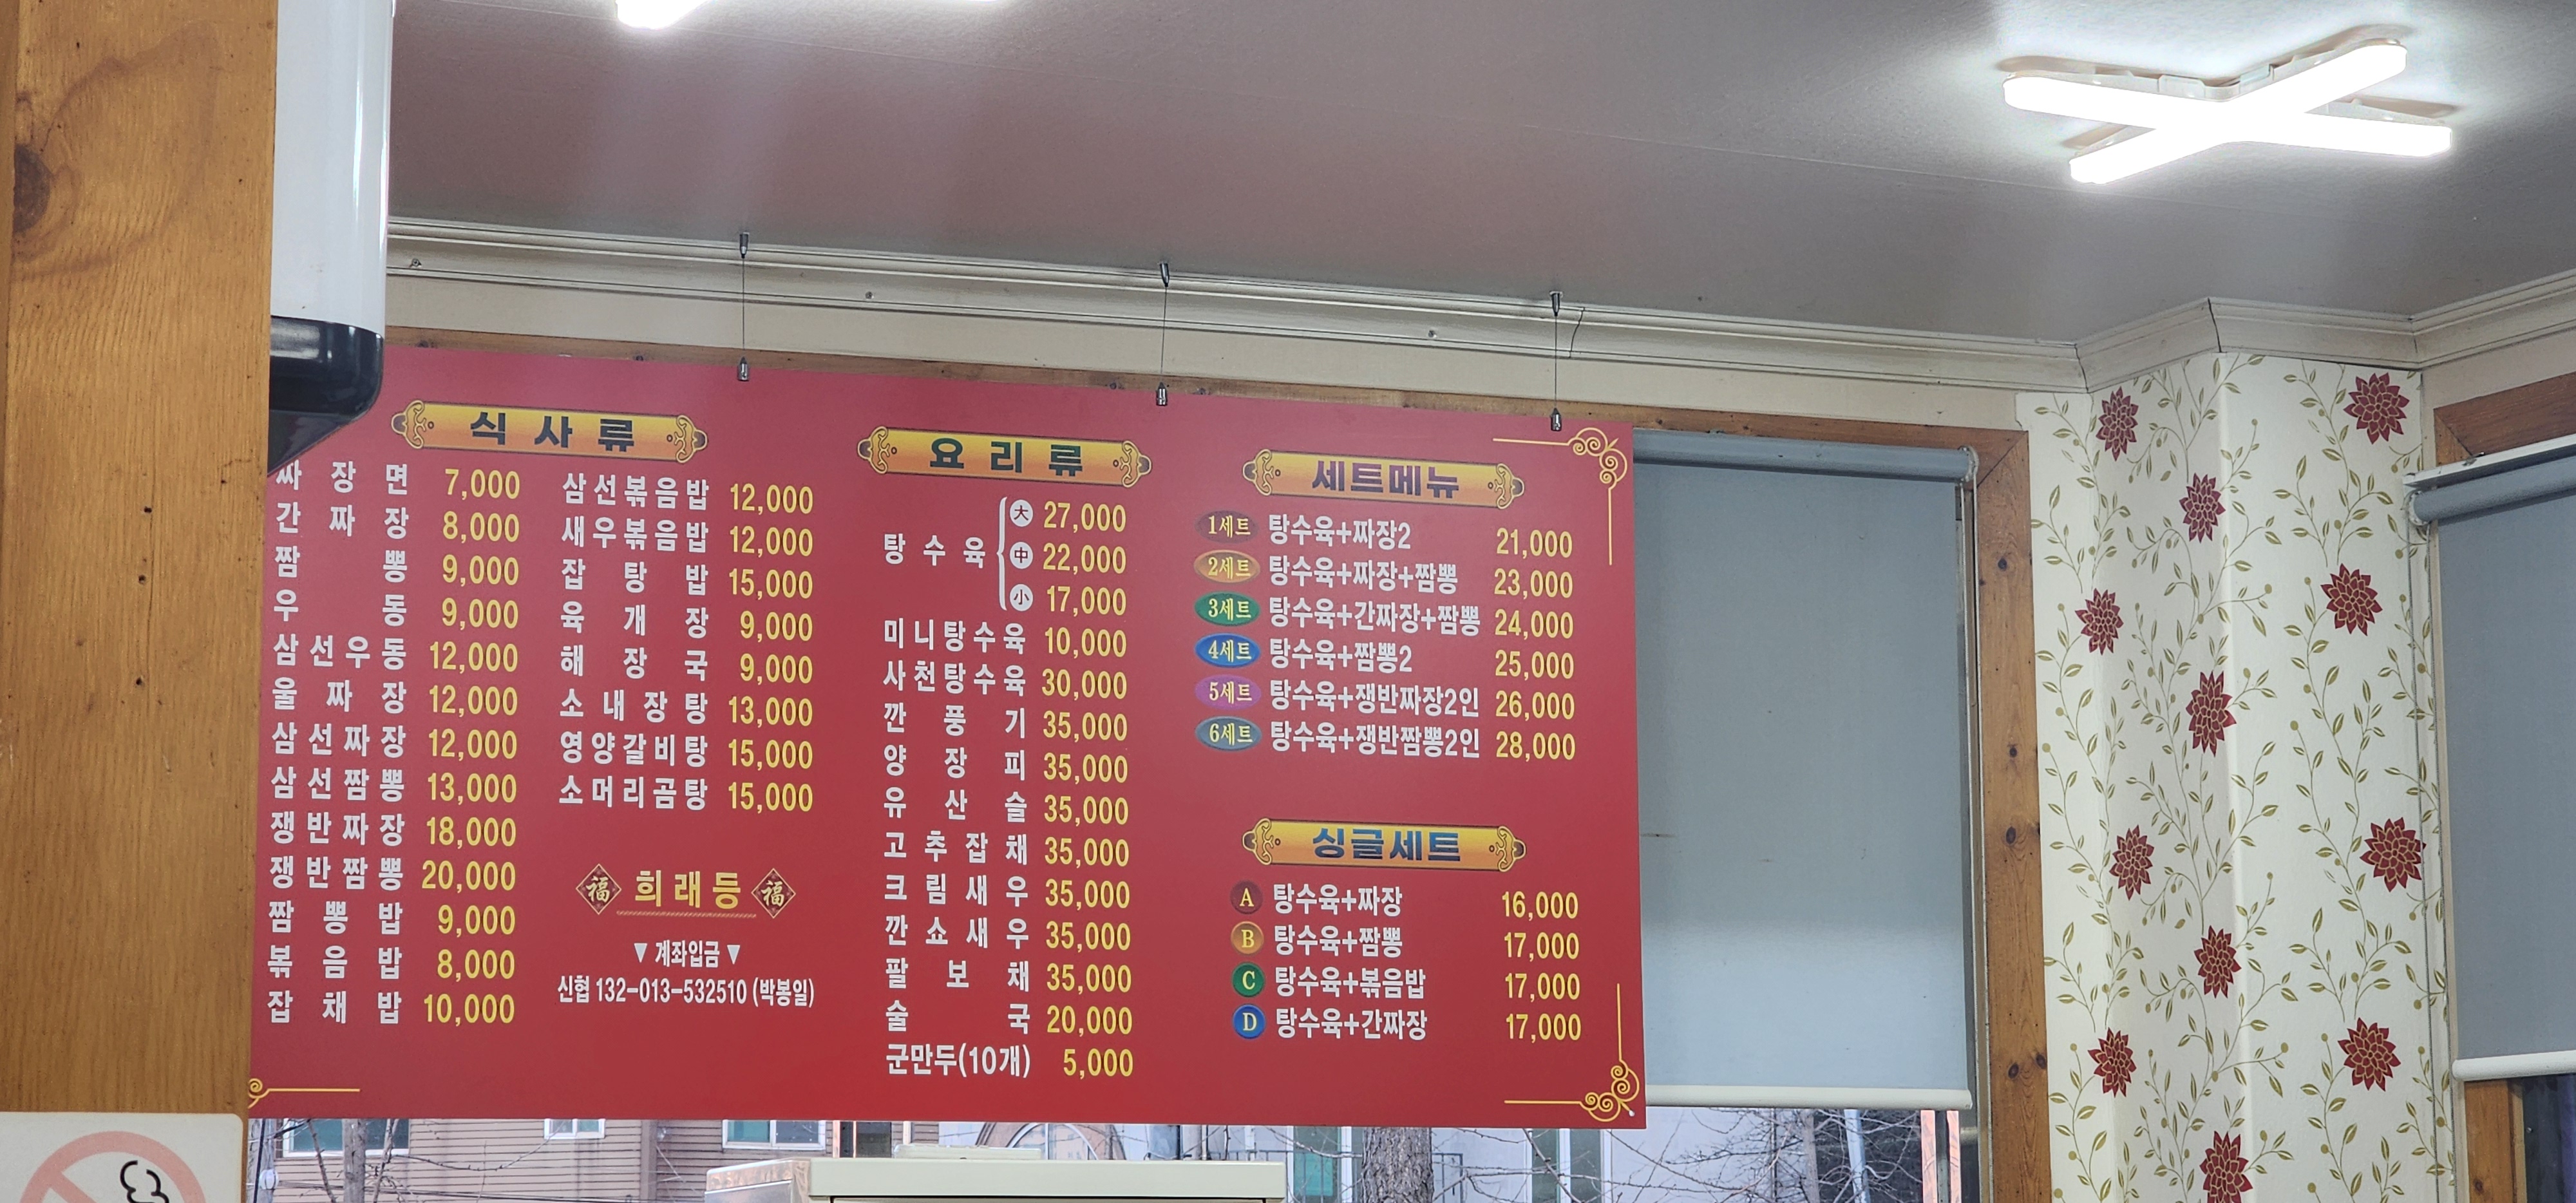 식사류
짜장면 7,000
간짜장 8,000
짬뽕 9,000
우동 9,000
삼선우동 12,000
울짜장 12,000
삼선짜장 12,000
삼선짬뽕 13,000
쟁반짜장 18,000
쟁반짬뽕 20,000
짬뽕밥 9,000
볶음밥 8,000
잡채밥 10,000
삼선볶음밥 12,000
새우볶음밥 12,000
잡탕밥 15,000
육개장 9,000
해장국 9,000
소내장탕 13,000
영양갈비탕 15,000
소머리곰탕 15,000
福 희래등 福
▼ 계좌입금 ▼
신협 132-013-532510 (박봉일)
요리류
탕수육 大 27,000
中 22,000
小 17,000
미니탕수육 10,000
사천탕수육 30,000
깐풍기 35,000
양장피 35,000
유산슬 35,000
고추잡채 35,000
크림새우 35,000
깐쇼새우 35,000
팔보채 35,000
술국 20,000
군만두(10개) 5,000
세트메뉴
1세트 탕수육+짜장2 21,000
2세트 탕수육+짜장+짬뽕 23,000
3세트 탕수육+간짜장+짬뽕 24,000
4세트 탕수육+짬뽕2 25,000
5세트 탕수육+쟁반짜장2인 26,000
6세트 탕수육+쟁반짬뽕2인 28,000
싱글세트
A 탕수육+짜장 16,000
B 탕수육+짬뽕 17,000
C 탕수육+볶음밥 17,000
D 탕수육+간짜장 17,000